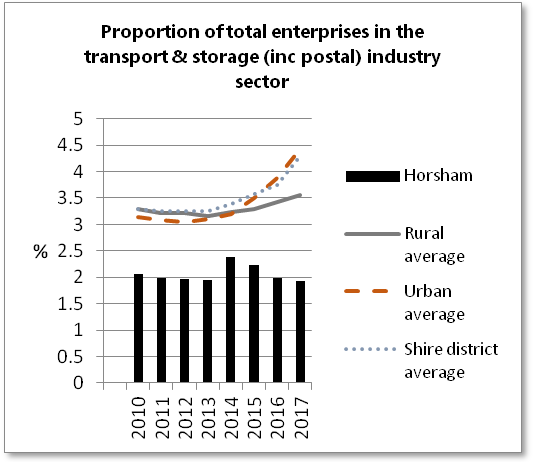 Proportion of total enterprises in the
transport & storage (inc postal) industry
sector
5
4.5
4
3.5
3
2.5
2
1.5
1
0.5
0
%
2010
2011
2012
2013
2014
2015
2016
2017
Horsham
Rural
average
Urban
average
Shire district
average